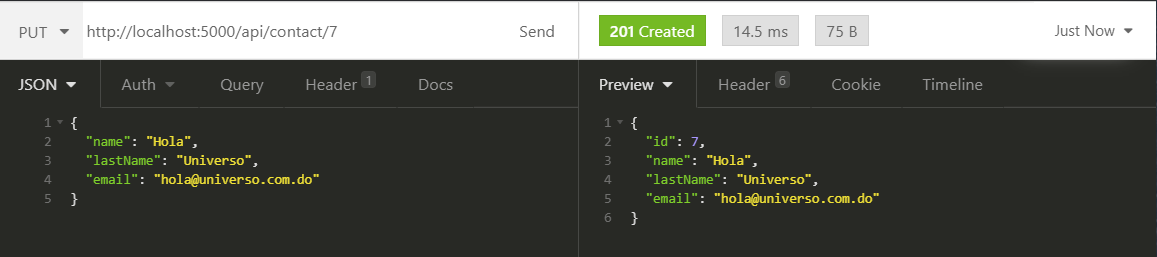 PUT http://localhost:5000/api/contact/7 Send 201 Created 14.5 ms 75 B Just Now
JSON Auth Query Header 1 Docs Preview Header 6 Cookie Timeline
1 {
2 "name": "Hola",
3 "lastName": "Universo",
4 "email": "hola@universo.com.do"
5 }
1 {
2 "id": 7,
3 "name": "Hola",
4 "lastName": "Universo",
5 "email": "hola@universo.com.do"
6 }